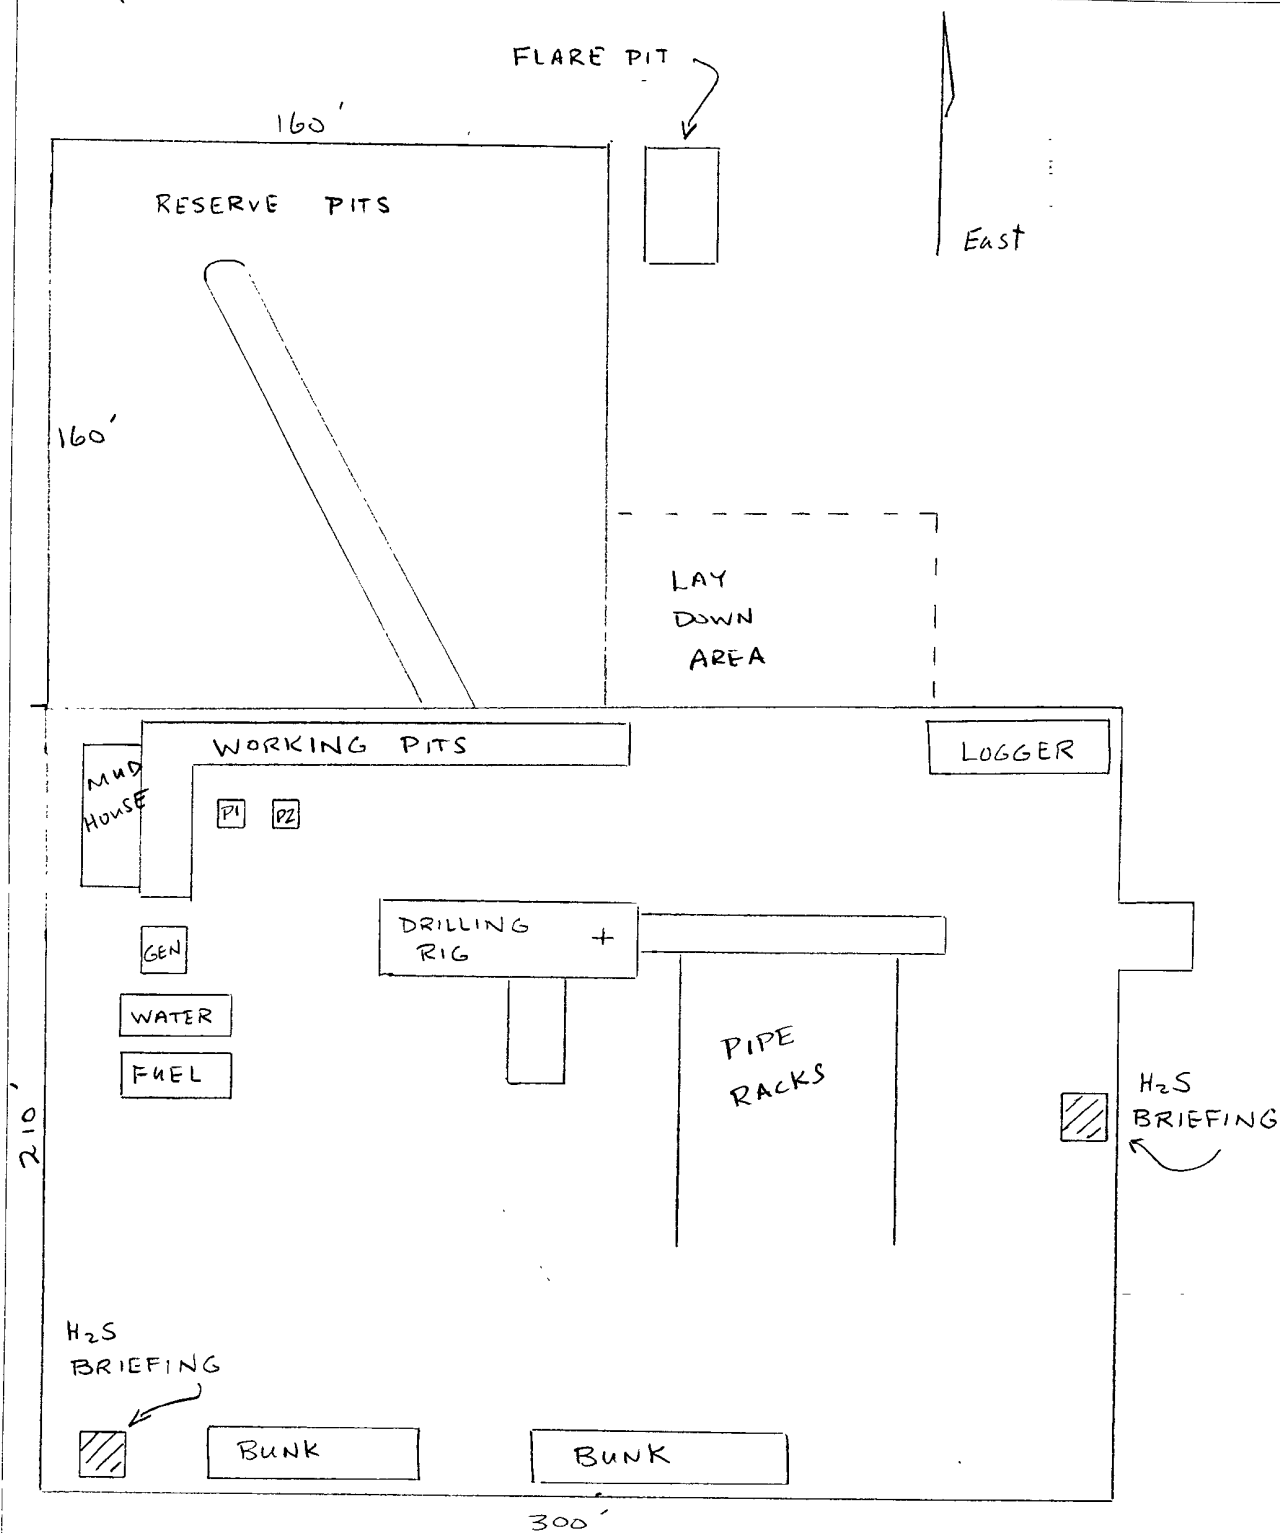 FLARE PIT
160'
RESERVE PITS
East
160'
LAY
DOWN
AREA
WORKING PITS
LOGGER
MUD
HOUSE
P1
P2
DRILLING
RIG
GEN
WATER
FUEL
PIPE
RACKS
H2S
BRIEFING
210'
H2S
BRIEFING
BUNK
BUNK
300'